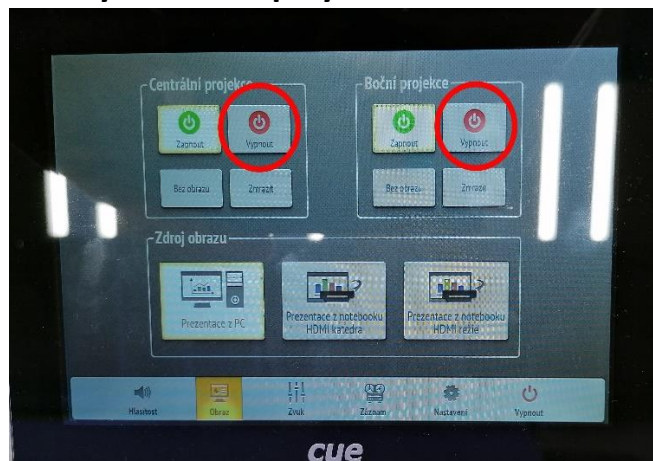 Centrální projekce
Boční projekce
Zapnout
Vypnout
Zapnout
Vypnout
Bez obrazu
Zmrazit
Bez obrazu
Zmrazit
Zdroj obrazu
Prezentace z PC
Prezentace z notebooku
HDMI katedra
Prezentace z notebooku
HDMI režie
Hlasitost
Obraz
Zvuk
Záznam
Nastavení
Vypnout
cue